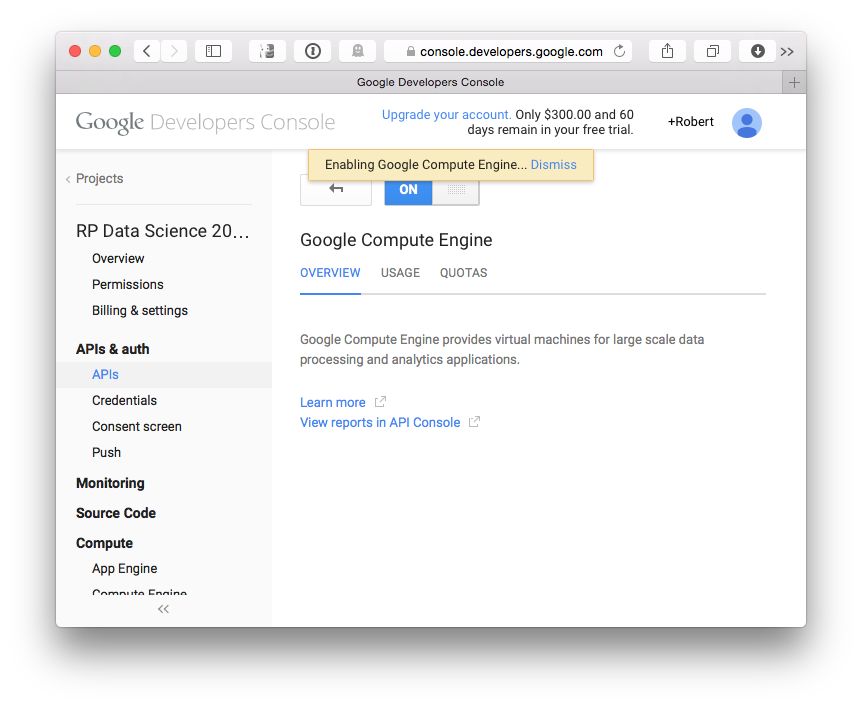 console.developers.google.com
Google Developers Console
Google Developers Console
Upgrade your account. Only $300.00 and 60
days remain in your free trial.
+Robert
Enabling Google Compute Engine... Dismiss
Projects
ON
RP Data Science 20...
Overview
Permissions
Billing & settings
APIs & auth
APIs
Credentials
Consent screen
Push
Monitoring
Source Code
Compute
App Engine
Compute Engine
Google Compute Engine
OVERVIEW USAGE QUOTAS
Google Compute Engine provides virtual machines for large scale data
processing and analytics applications.
Learn more
View reports in API Console